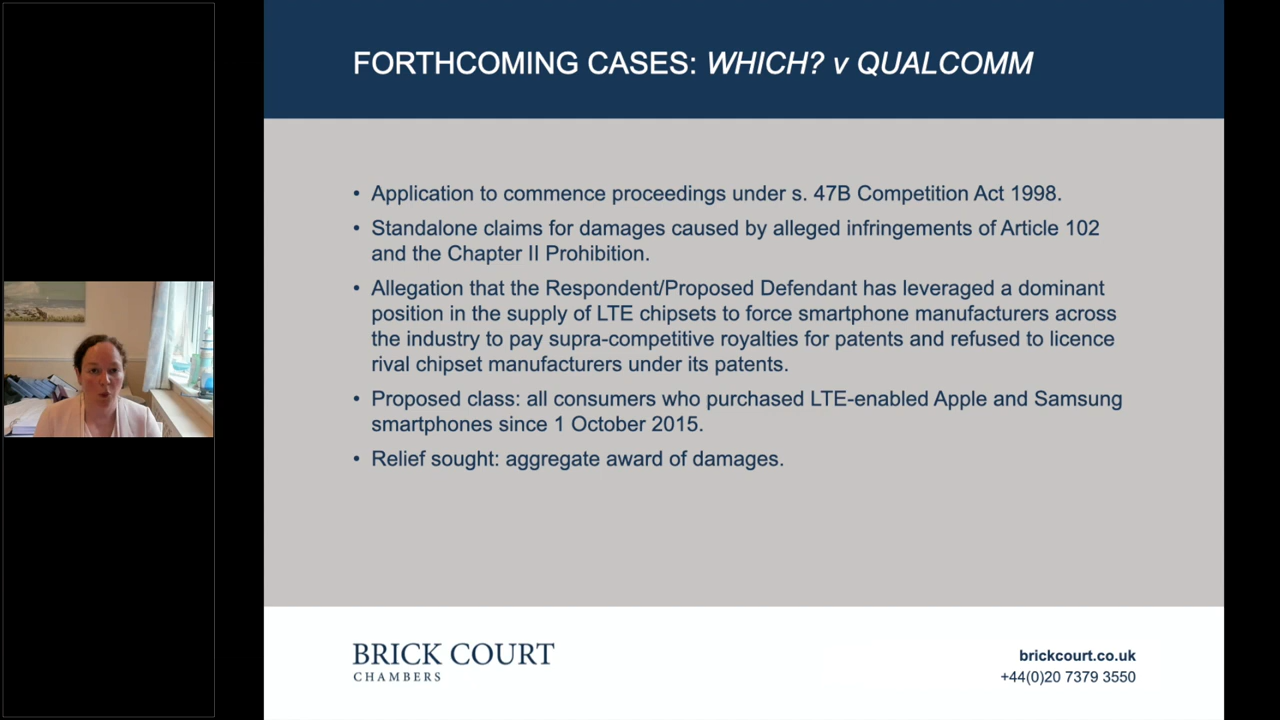 FORTHCOMING CASES: WHICH? v QUALCOMM
• Application to commence proceedings under s. 47B Competition Act 1998.
• Standalone claims for damages caused by alleged infringements of Article 102
and the Chapter II Prohibition.
• Allegation that the Respondent/Proposed Defendant has leveraged a dominant
position in the supply of LTE chipsets to force smartphone manufacturers across
the industry to pay supra-competitive royalties for patents and refused to licence
rival chipset manufacturers under its patents.
• Proposed class: all consumers who purchased LTE-enabled Apple and Samsung
smartphones since 1 October 2015.
• Relief sought: aggregate award of damages.
BRICK COURT
CHAMBERS
brickcourt.co.uk
+44(0)20 7379 3550